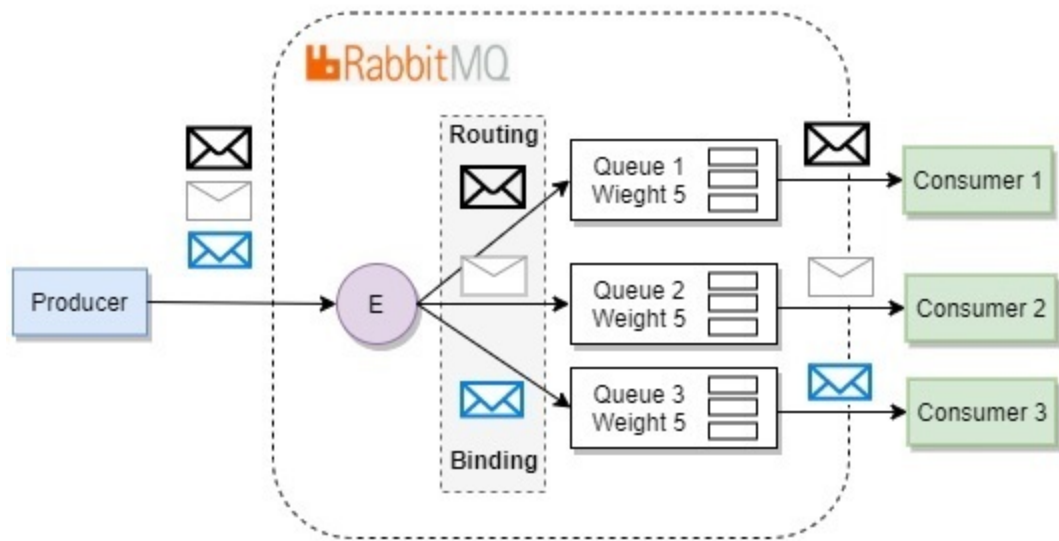 RabbitMQ
Routing
Queue 1
Wieght 5
Consumer 1
Producer
E
Queue 2
Weight 5
Consumer 2
Queue 3
Weight 5
Consumer 3
Binding